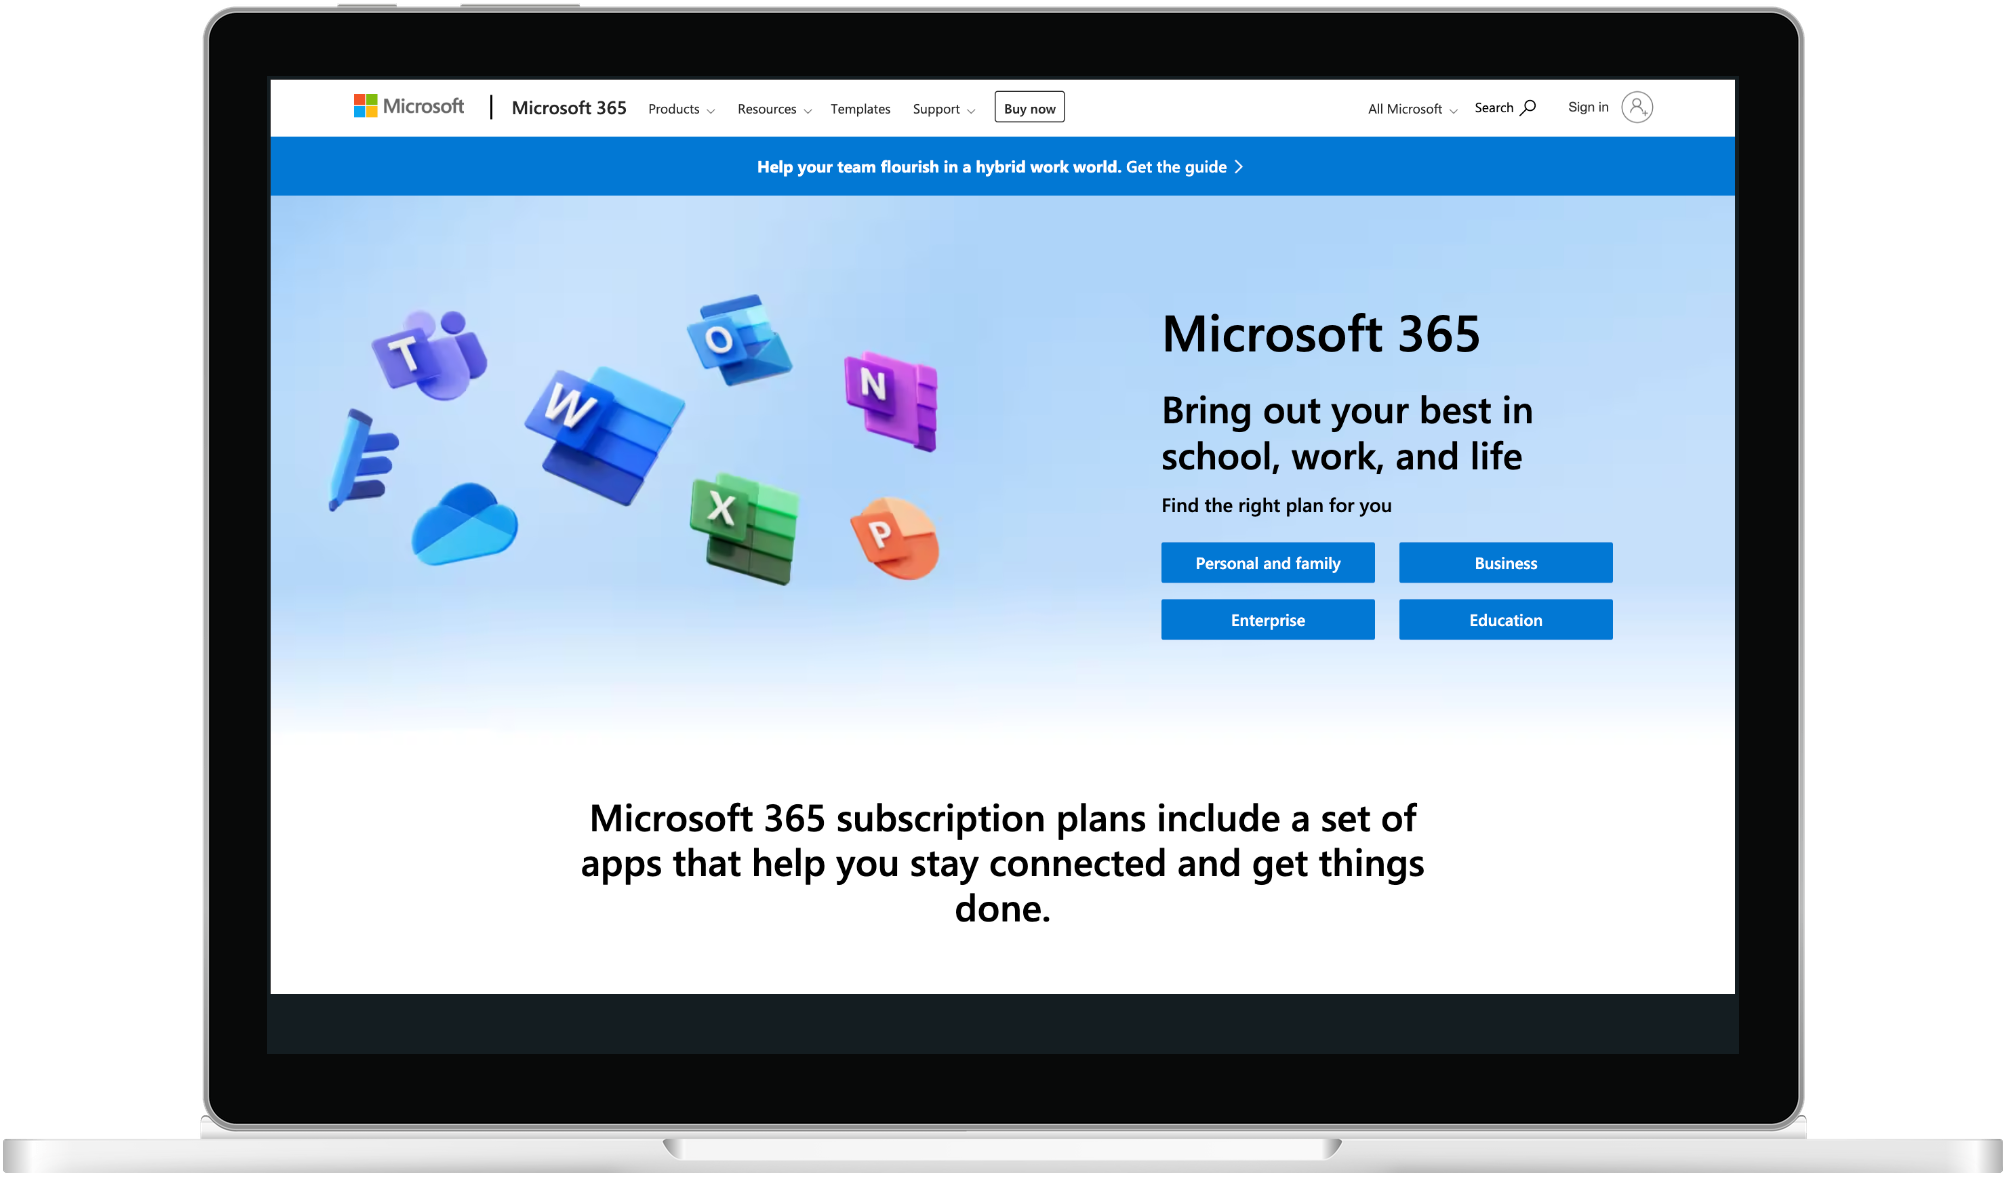 Microsoft | Microsoft 365 Products Resources Templates Support Buy now All Microsoft Search Sign in
Help your team flourish in a hybrid work world. Get the guide >
T
O
N
W
X
P
Microsoft 365
Bring out your best in
school, work, and life
Find the right plan for you
Personal and family Business
Enterprise Education
Microsoft 365 subscription plans include a set of
apps that help you stay connected and get things
done.